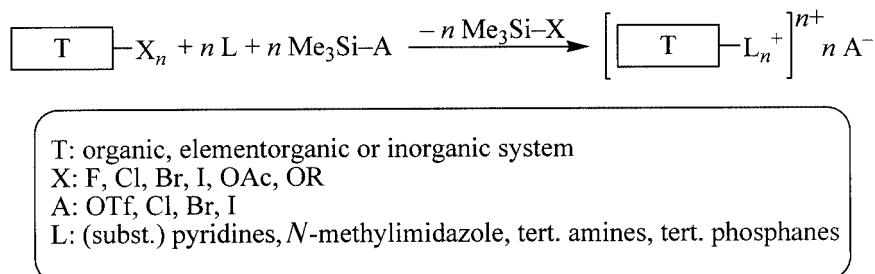 T–Xₙ + n L + n Me₃Si–A – n Me₃Si–X [ T–Lₙ⁺ ]ⁿ⁺ n A⁻
T: organic, elementorganic or inorganic system
X: F, Cl, Br, I, OAc, OR
A: OTf, Cl, Br, I
L: (subst.) pyridines, N-methylimidazole, tert. amines, tert. phosphanes